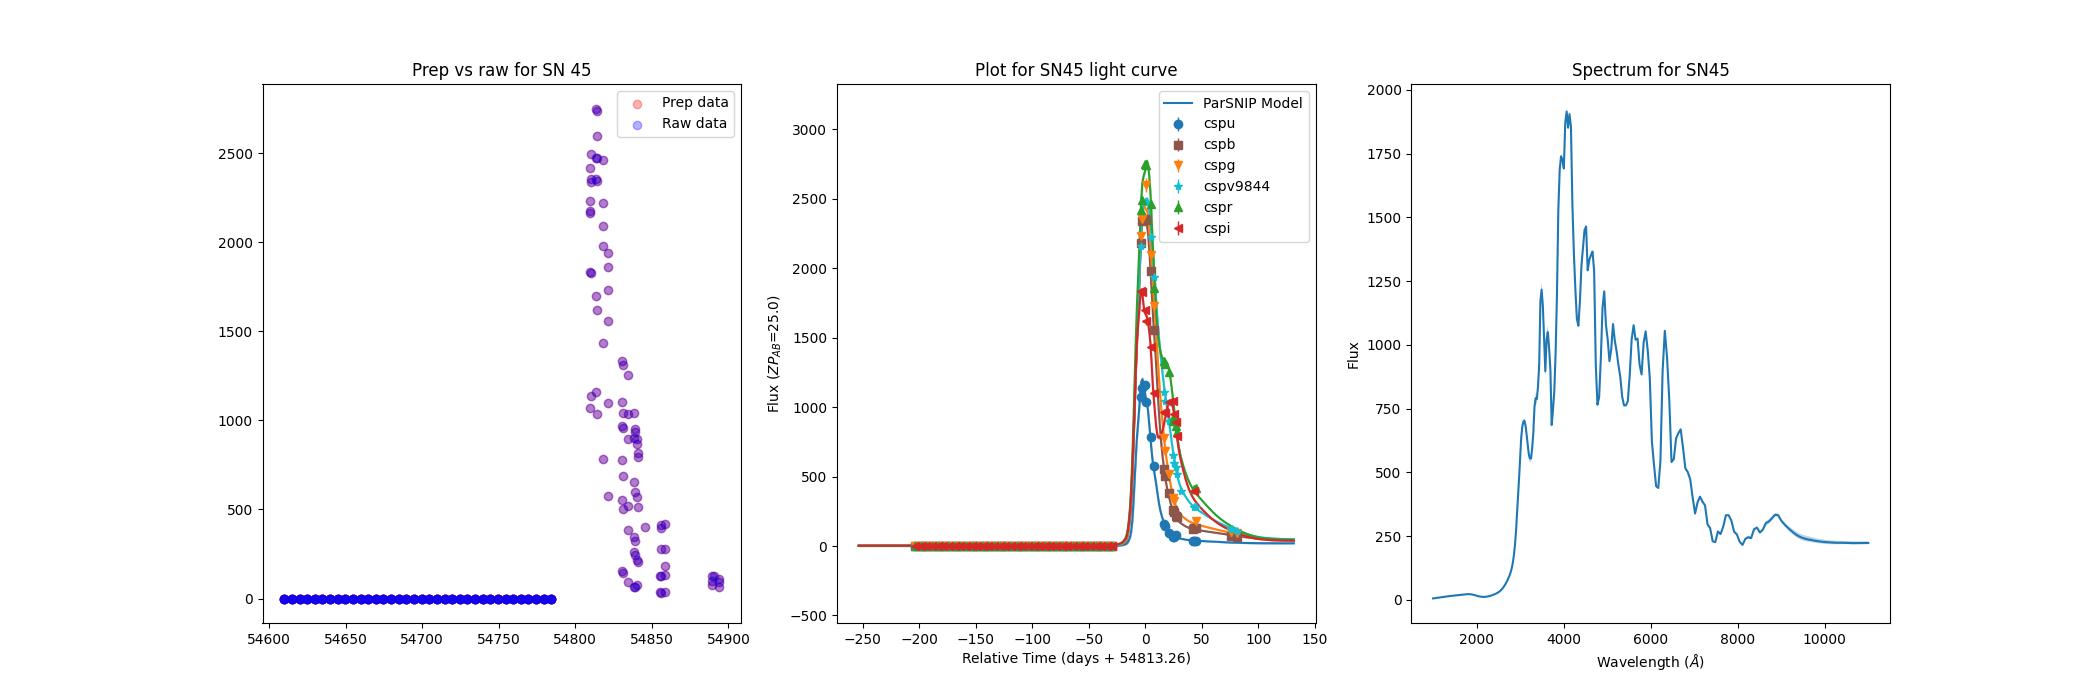 Prep vs raw for SN 45
Prep data
Raw data
2500
2000
1500
1000
500
0
54600 54650 54700 54750 54800 54850 54900
Plot for SN45 light curve
ParSNIP Model
cspu
cspb
cspg
cspv9844
cspr
cspi
Flux (ZP_AB=25.0)
3000
2500
2000
1500
1000
500
0
−500
−250 −200 −150 −100 −50 0 50 100 150
Relative Time (days + 54813.26)
Spectrum for SN45
Flux
2000
1750
1500
1250
1000
750
500
250
0
2000 4000 6000 8000 10000
Wavelength (Å)